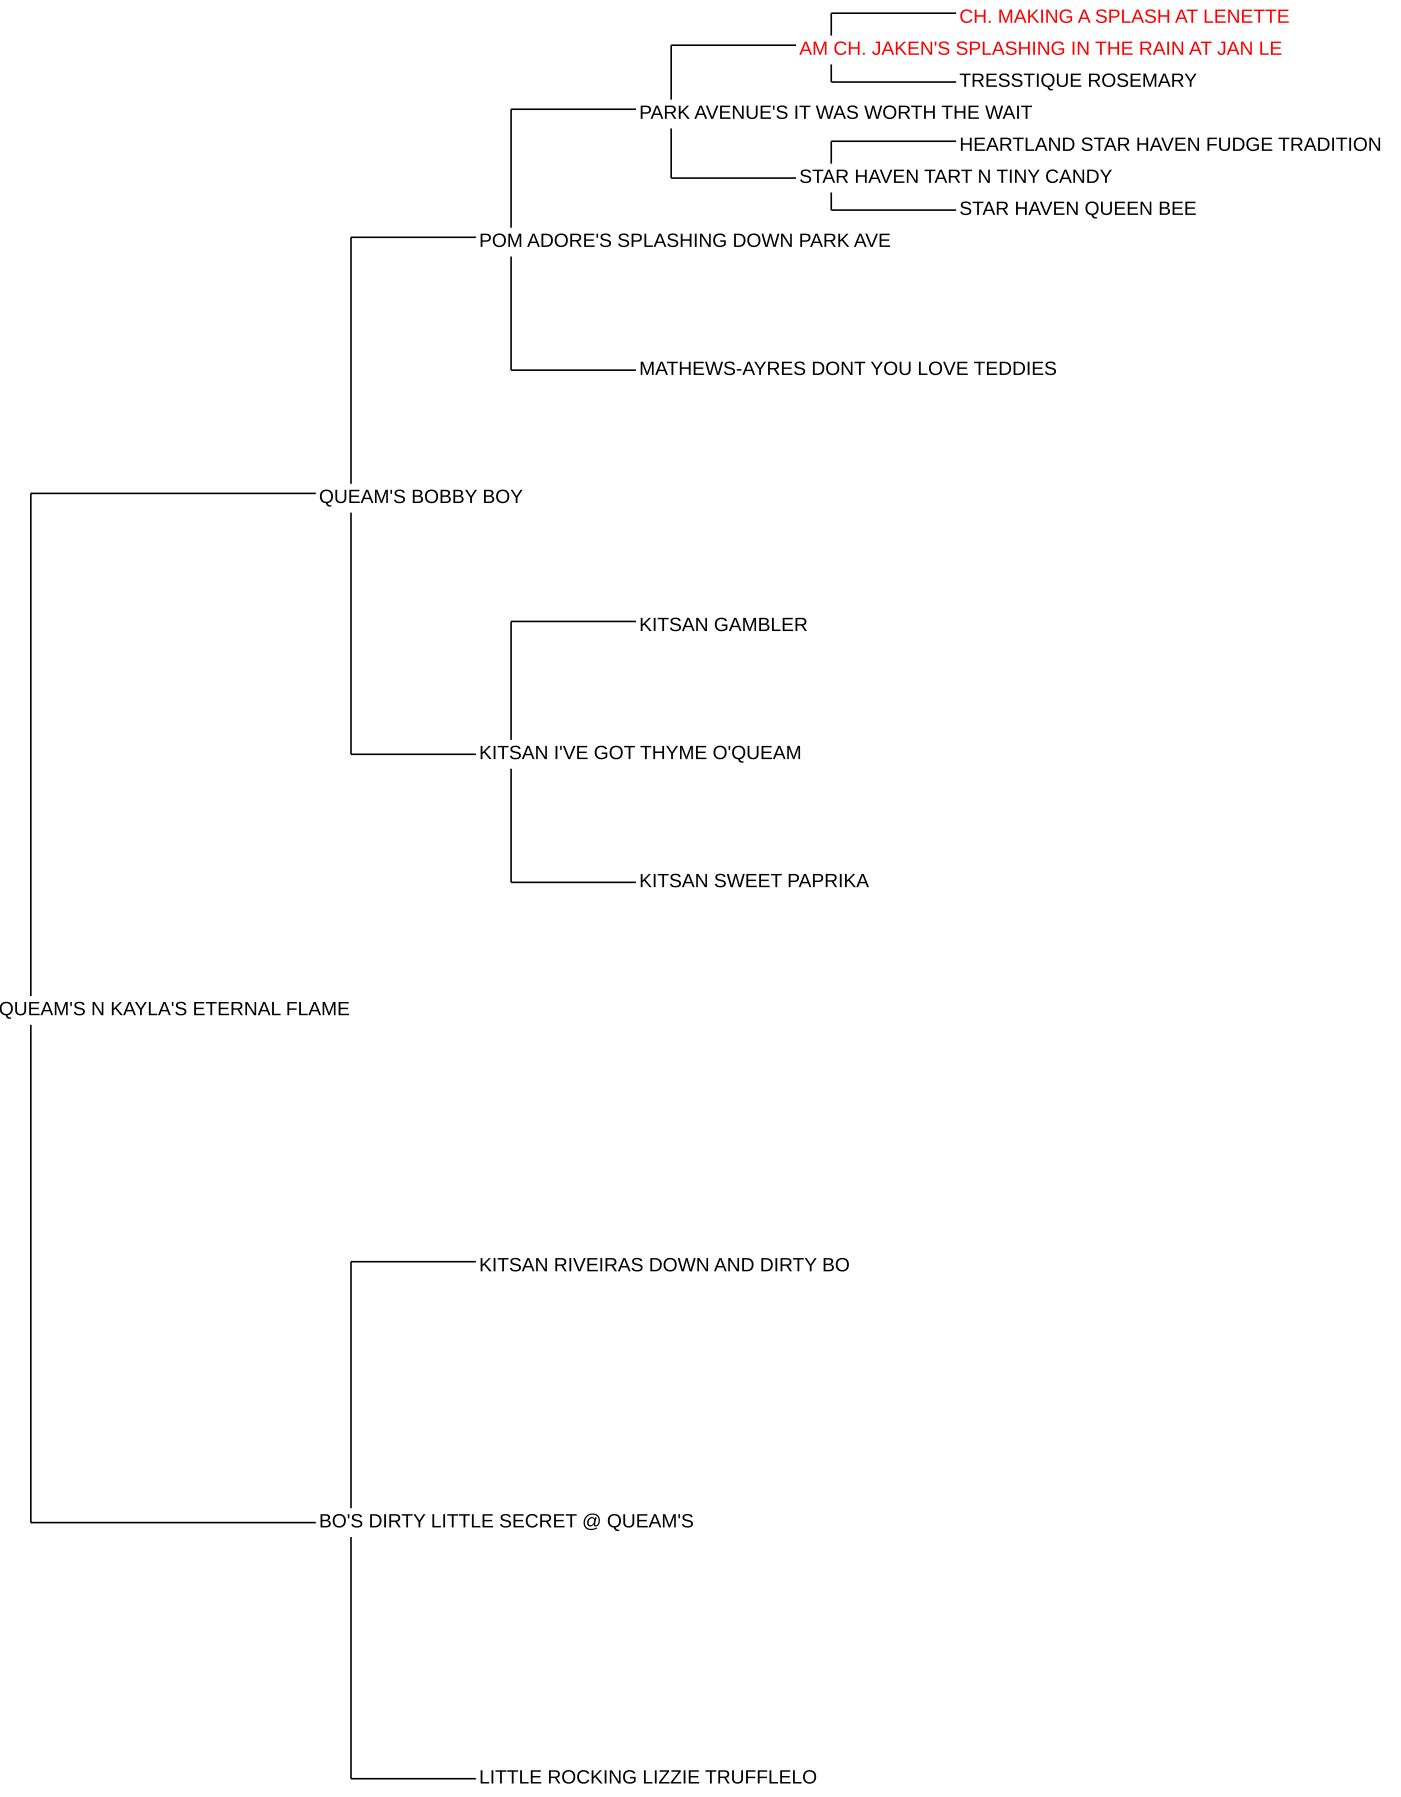 CH. MAKING A SPLASH AT LENETTE
AM CH. JAKEN'S SPLASHING IN THE RAIN AT JAN LE
TRESSTIQUE ROSEMARY
PARK AVENUE'S IT WAS WORTH THE WAIT
HEARTLAND STAR HAVEN FUDGE TRADITION
STAR HAVEN TART N TINY CANDY
STAR HAVEN QUEEN BEE
POM ADORE'S SPLASHING DOWN PARK AVE
MATHEWS-AYRES DONT YOU LOVE TEDDIES
QUEAM'S BOBBY BOY
KITSAN GAMBLER
KITSAN I'VE GOT THYME O'QUEAM
KITSAN SWEET PAPRIKA
QUEAM'S N KAYLA'S ETERNAL FLAME
KITSAN RIVEIRAS DOWN AND DIRTY BO
BO'S DIRTY LITTLE SECRET @ QUEAM'S
LITTLE ROCKING LIZZIE TRUFFLELO